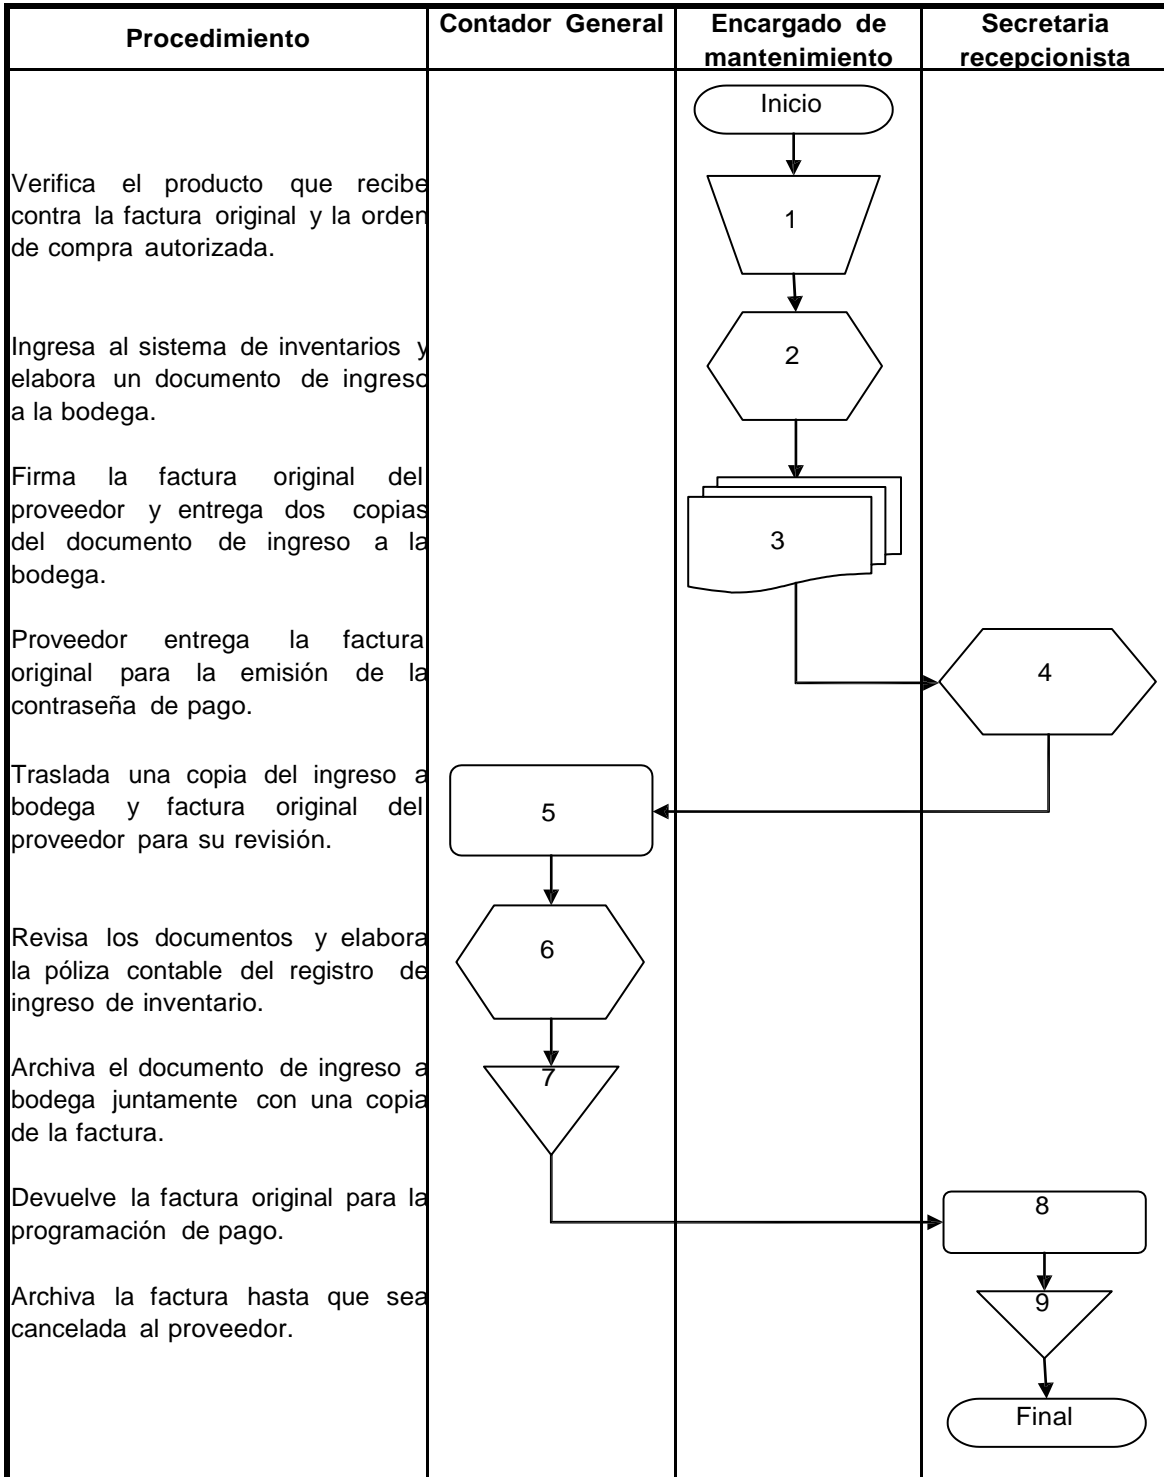 Procedimiento
Contador General
Encargado de
mantenimiento
Secretaria
recepcionista
Inicio
Verifica el producto que recibe
contra la factura original y la orden
de compra autorizada.
1
Ingresa al sistema de inventarios y
elabora un documento de ingreso
a la bodega.
2
Firma la factura original del
proveedor y entrega dos copias
del documento de ingreso a la
bodega.
3
Proveedor entrega la factura
original para la emisión de la
contraseña de pago.
4
Traslada una copia del ingreso a
bodega y factura original del
proveedor para su revisión.
5
Revisa los documentos y elabora
la póliza contable del registro de
ingreso de inventario.
6
Archiva el documento de ingreso a
bodega juntamente con una copia
de la factura.
7
Devuelve la factura original para la
programación de pago.
8
Archiva la factura hasta que sea
cancelada al proveedor.
9
Final